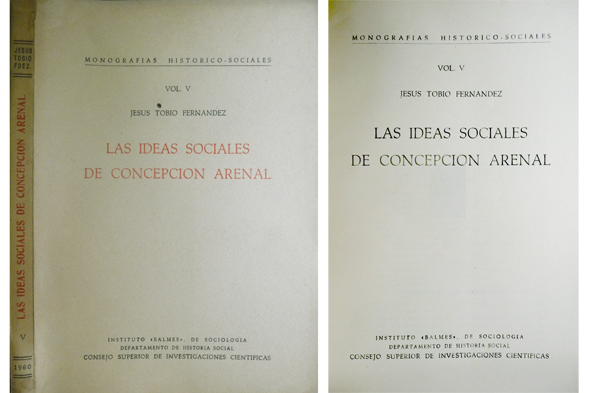 JESUS
TOBIO
FDEZ.
LAS IDEAS SOCIALES DE CONCEPCION ARENAL
V
1960
MONOGRAFIAS HISTORICO-SOCIALES
VOL. V
JESUS TOBIO FERNANDEZ
LAS IDEAS SOCIALES
DE CONCEPCION ARENAL
INSTITUTO «BALMES», DE SOCIOLOGIA
DEPARTAMENTO DE HISTORIA SOCIAL
CONSEJO SUPERIOR DE INVESTIGACIONES CIENTIFICAS
MONOGRAFIAS HISTORICO-SOCIALES
VOL. V
JESUS TOBIO FERNANDEZ
LAS IDEAS SOCIALES
DE CONCEPCION ARENAL
INSTITUTO «BALMES», DE SOCIOLOGIA
DEPARTAMENTO DE HISTORIA SOCIAL
CONSEJO SUPERIOR DE INVESTIGACIONES CIENTIFICAS